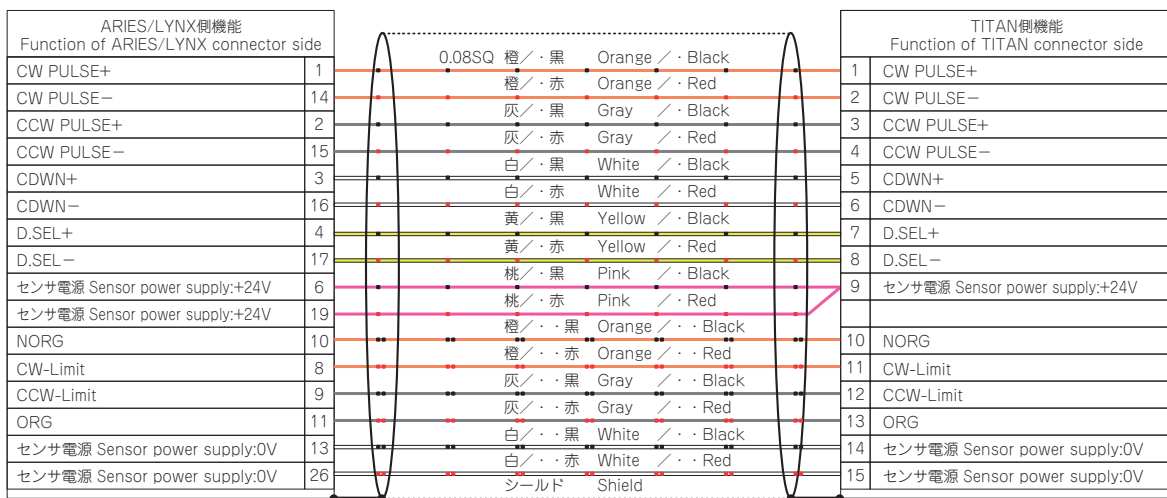 ARIES/LYNX側機能
Function of ARIES/LYNX connector side
TITAN側機能
Function of TITAN connector side
0.08SQ 橙／・黒 Orange ／・Black
CW PULSE+ 1 1 CW PULSE+
橙／・赤 Orange ／・Red
CW PULSE− 14 2 CW PULSE−
灰／・黒 Gray ／・Black
CCW PULSE+ 2 3 CCW PULSE+
灰／・赤 Gray ／・Red
CCW PULSE− 15 4 CCW PULSE−
白／・黒 White ／・Black
CDWN+ 3 5 CDWN+
白／・赤 White ／・Red
CDWN− 16 6 CDWN−
黄／・黒 Yellow ／・Black
D.SEL+ 4 7 D.SEL+
黄／・赤 Yellow ／・Red
D.SEL− 17 8 D.SEL−
桃／・黒 Pink ／・Black
センサ電源 Sensor power supply:+24V 6 9 センサ電源 Sensor power supply:+24V
桃／・赤 Pink ／・Red
センサ電源 Sensor power supply:+24V 19
橙／・・黒 Orange ／・・Black
NORG 10 10 NORG
橙／・・赤 Orange ／・・Red
CW-Limit 8 11 CW-Limit
灰／・・黒 Gray ／・・Black
CCW-Limit 9 12 CCW-Limit
灰／・・赤 Gray ／・・Red
ORG 11 13 ORG
白／・・黒 White ／・・Black
センサ電源 Sensor power supply:0V 13 14 センサ電源 Sensor power supply:0V
白／・・赤 White ／・・Red
センサ電源 Sensor power supply:0V 26 15 センサ電源 Sensor power supply:0V
シールド Shield